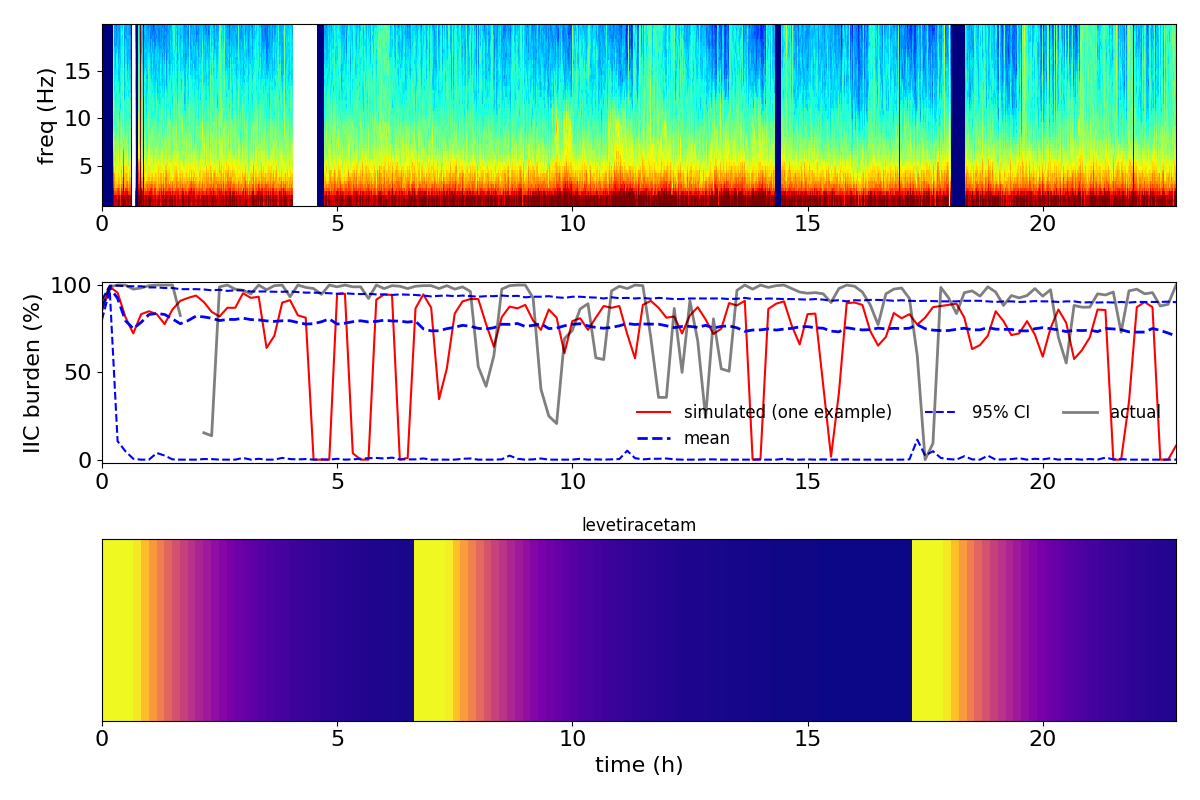 15
10
5
freq (Hz)
0 5 10 15 20
100
50
0
IIC burden (%)
simulated (one example) 95% CI actual
mean
0 5 10 15 20
levetiracetam
0 5 10 15 20
time (h)